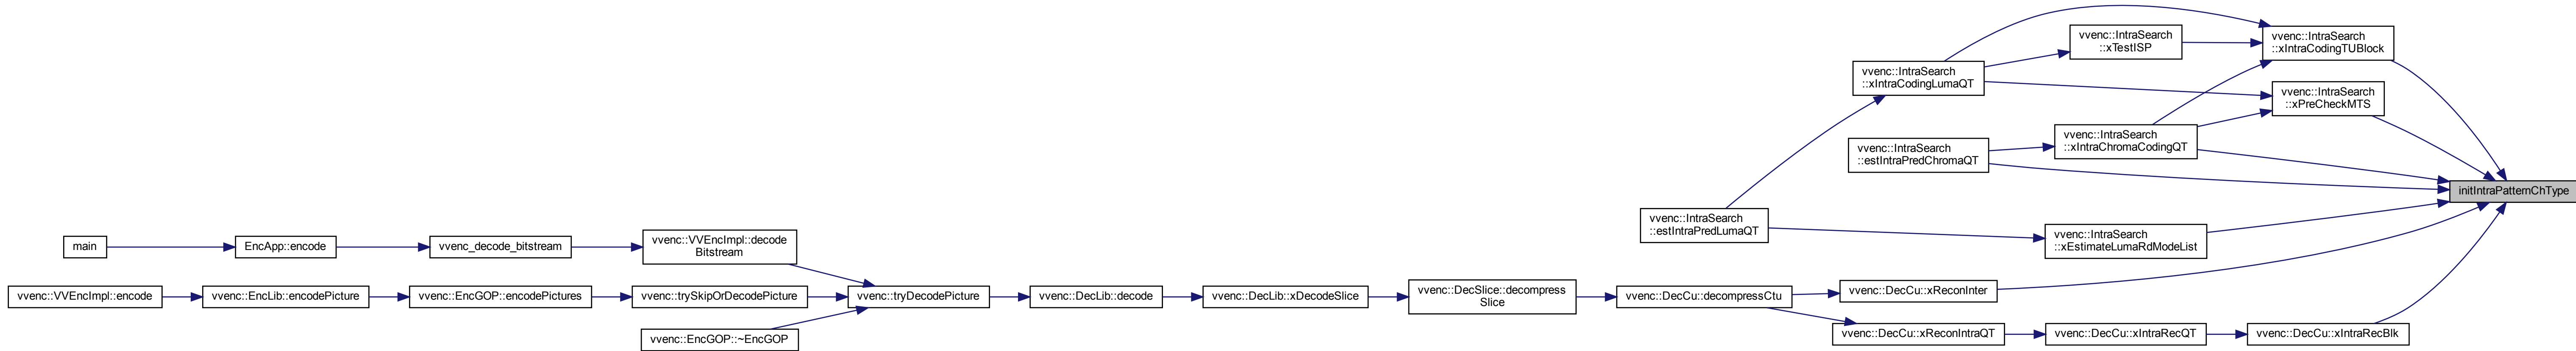 main
vvenc::VVEncImpl::encode
EncApp::encode
vvenc::EncLib::encodePicture
vvenc_decode_bitstream
vvenc::EncGOP::encodePictures
vvenc::VVEncImpl::decode
Bitstream
vvenc::trySkipOrDecodePicture
vvenc::EncGOP::~EncGOP
vvenc::tryDecodePicture
vvenc::DecLib::decode
vvenc::DecLib::xDecodeSlice
vvenc::DecSlice::decompress
Slice
vvenc::DecCu::decompressCtu
vvenc::IntraSearch
::estIntraPredLumaQT
vvenc::IntraSearch
::xIntraCodingLumaQT
vvenc::IntraSearch
::estIntraPredChromaQT
vvenc::DecCu::xReconInter
vvenc::DecCu::xReconIntraQT
vvenc::IntraSearch
::xTestISP
vvenc::IntraSearch
::xIntraChromaCodingQT
vvenc::IntraSearch
::xEstimateLumaRdModeList
vvenc::DecCu::xIntraRecQT
vvenc::IntraSearch
::xIntraCodingTUBlock
vvenc::IntraSearch
::xPreCheckMTS
vvenc::DecCu::xIntraRecBlk
initIntraPatternChType